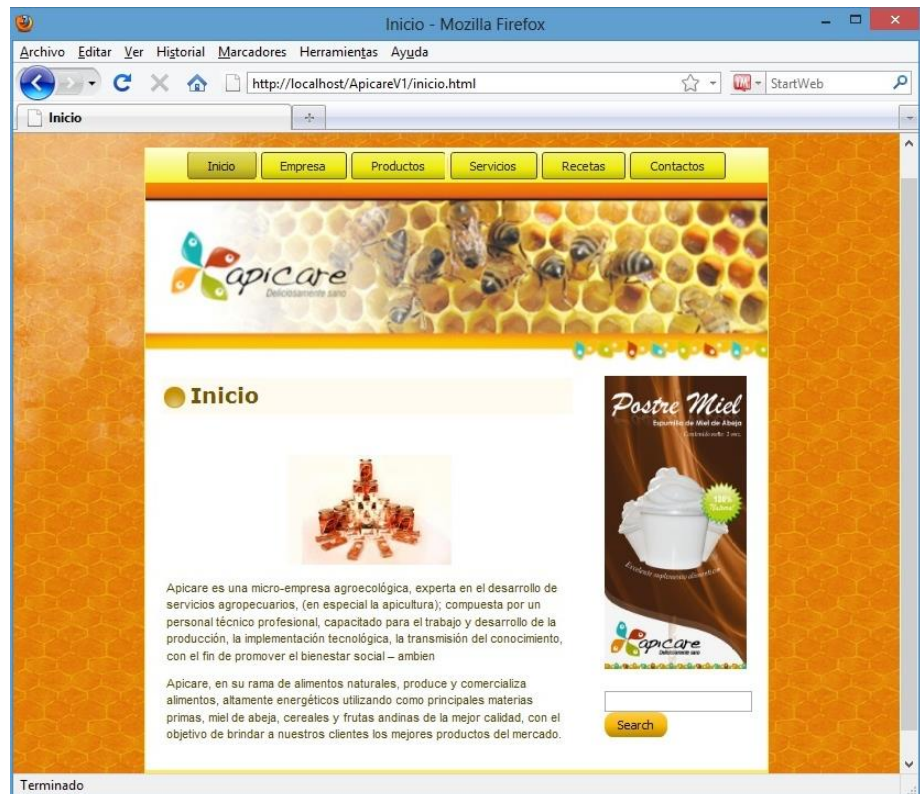 Inicio - Mozilla Firefox
Archivo Editar Ver Historial Marcadores Herramientas Ayuda
http://localhost/ApicareV1/inicio.html
StartWeb
Inicio
Inicio Empresa Productos Servicios Recetas Contactos
apicare
Deliciosamente sano
Inicio
Postre Miel
Espumilla de Miel de Abeja
100%
Natural
Excelente suplemento alimenticio
apicare
Deliciosamente sano
Apicare es una micro-empresa agroecológica, experta en el desarrollo de
servicios agropecuarios, (en especial la apicultura); compuesta por un
personal técnico profesional, capacitado para el trabajo y desarrollo de la
producción, la implementación tecnológica, la transmisión del conocimiento,
con el fin de promover el bienestar social – ambien
Apicare, en su rama de alimentos naturales, produce y comercializa
alimentos, altamente energéticos utilizando como principales materias
primas, miel de abeja, cereales y frutas andinas de la mejor calidad, con el
objetivo de brindar a nuestros clientes los mejores productos del mercado.
Search
Terminado